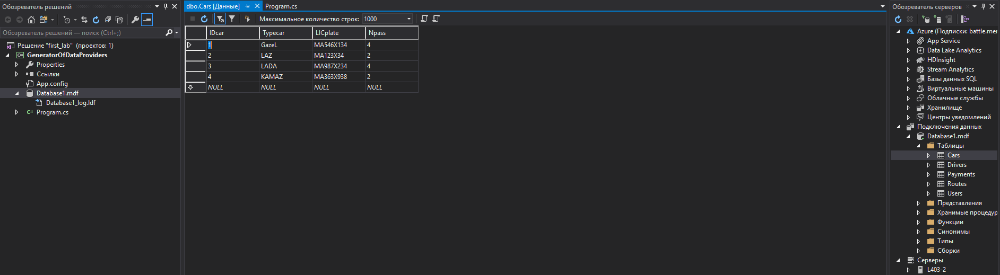 Обозреватель решений
Обозреватель решений — поиск (Ctrl+;)
Решение "first_lab" (проектов: 1)
GeneratorOfDataProviders
Properties
Ссылки
App.config
Database1.mdf
Database1_log.ldf
C# Program.cs
dbo.Cars [Данные] Program.cs
Максимальное количество строк: 1000
IDcar Typecar LICplate Npass
1 GazeL MA546X134 4
2 LAZ MA123X34 2
3 LADA MA987X234 4
4 KAMAZ MA363X938 2
NULL NULL NULL NULL
Обозреватель серверов
Azure (Подписки: battle.mer
App Service
Data Lake Analytics
HDInsight
Stream Analytics
Базы данных SQL
Виртуальные машины
Облачные службы
Хранилище
Центры уведомлений
Подключения данных
Database1.mdf
Таблицы
Cars
Drivers
Payments
Routes
Users
Представления
Хранимые процедур
Функции
Синонимы
Типы
Сборки
Серверы
L403-2